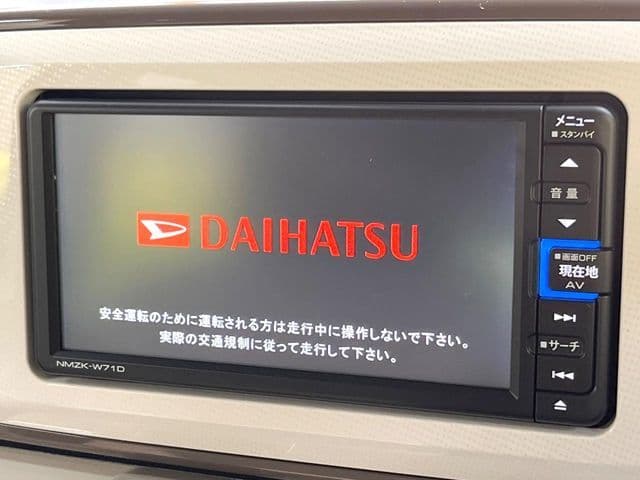 メニュー
■スタンバイ
音量
■画面OFF
現在地
AV
■サーチ
DAIHATSU
安全運転のために運転される方は走行中に操作しないで下さい。
実際の交通規制に従って走行して下さい。
NMZK-W71D